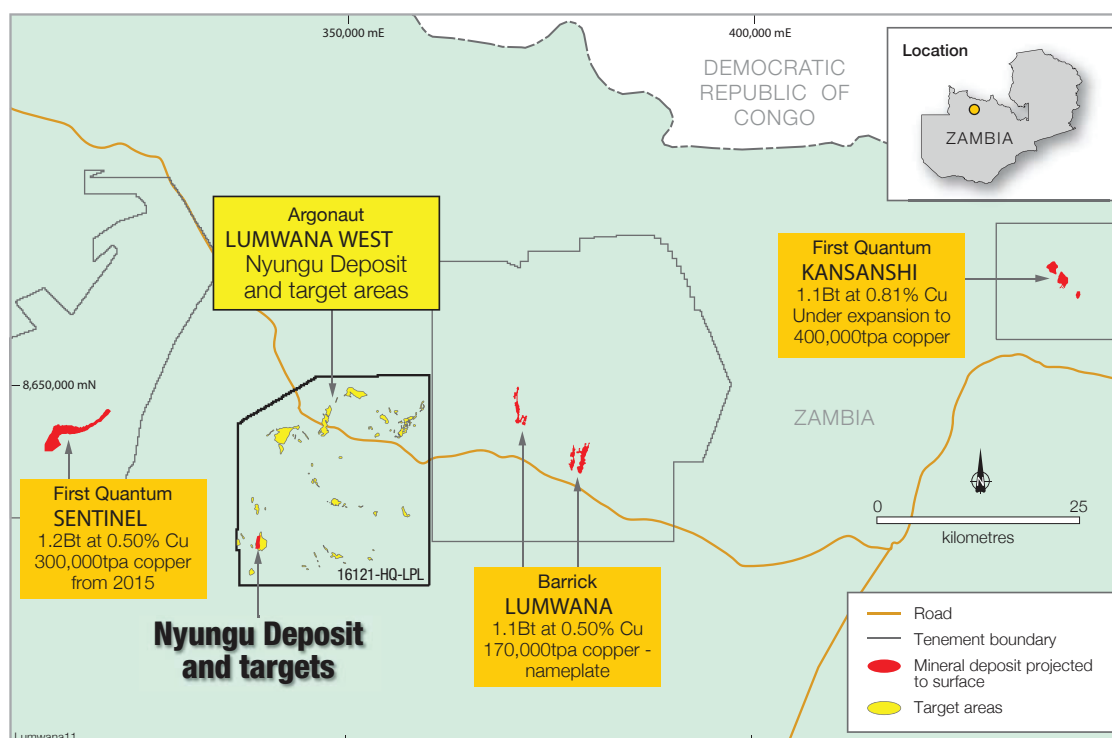 350,000 mE
400,000 mE
DEMOCRATIC
REPUBLIC OF
CONGO
Location
ZAMBIA
Argonaut
LUMWANA WEST
Nyungu Deposit
and target areas
First Quantum
KANSANSHI
1.1Bt at 0.81% Cu
Under expansion to
400,000tpa copper
8,650,000 mN
ZAMBIA
N
0
25
kilometres
First Quantum
SENTINEL
1.2Bt at 0.50% Cu
300,000tpa copper
from 2015
16121-HQ-LPL
Barrick
LUMWANA
1.1Bt at 0.50% Cu
170,000tpa copper -
nameplate
Nyungu Deposit
and targets
Road
Tenement boundary
Mineral deposit projected
to surface
Target areas
Lumwana11